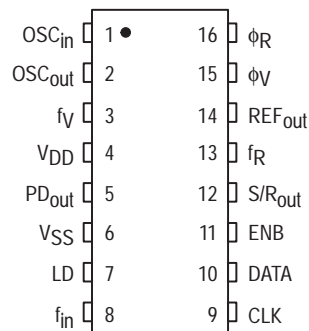 OSCin 1 16 ϕR
OSCout 2 15 ϕV
fV 3 14 REFout
VDD 4 13 fR
PDout 5 12 S/Rout
VSS 6 11 ENB
LD 7 10 DATA
fin 8 9 CLK